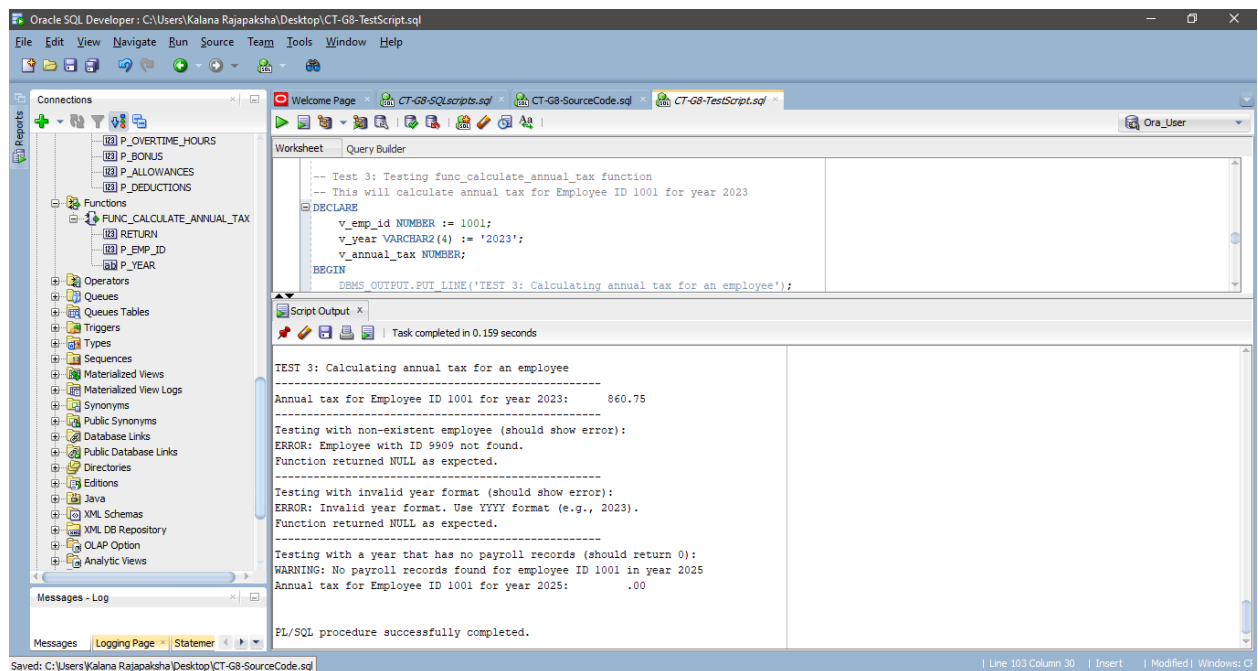 Oracle SQL Developer : C:\Users\Kalana Rajapaksha\Desktop\CT-G8-TestScript.sql
File Edit View Navigate Run Source Team Tools Window Help
Reports
Connections
P_OVERTIME_HOURS
P_BONUS
P_ALLOWANCES
P_DEDUCTIONS
Functions
FUNC_CALCULATE_ANNUAL_TAX
RETURN
P_EMP_ID
P_YEAR
Operators
Queues
Queues Tables
Triggers
Types
Sequences
Materialized Views
Materialized View Logs
Synonyms
Public Synonyms
Database Links
Public Database Links
Directories
Editions
Java
XML Schemas
XML DB Repository
OLAP Option
Analytic Views
Messages - Log
Messages Logging Page Statemer
Welcome Page CT-G8-SQLscripts.sql CT-G8-SourceCode.sql CT-G8-TestScript.sql
Ora_User
Worksheet Query Builder
-- Test 3: Testing func_calculate_annual_tax function
-- This will calculate annual tax for Employee ID 1001 for year 2023
DECLARE
v_emp_id NUMBER := 1001;
v_year VARCHAR2(4) := '2023';
v_annual_tax NUMBER;
BEGIN
DBMS_OUTPUT.PUT_LINE('TEST 3: Calculating annual tax for an employee');
Script Output x
Task completed in 0.159 seconds
TEST 3: Calculating annual tax for an employee
--------------------------------------------------
Annual tax for Employee ID 1001 for year 2023: 860.75
--------------------------------------------------
Testing with non-existent employee (should show error):
ERROR: Employee with ID 9909 not found.
Function returned NULL as expected.
--------------------------------------------------
Testing with invalid year format (should show error):
ERROR: Invalid year format. Use YYYY format (e.g., 2023).
Function returned NULL as expected.
--------------------------------------------------
Testing with a year that has no payroll records (should return 0):
WARNING: No payroll records found for employee ID 1001 in year 2025
Annual tax for Employee ID 1001 for year 2025: .00
PL/SQL procedure successfully completed.
Saved: C:\Users\Kalana Rajapaksha\Desktop\CT-G8-SourceCode.sql
| Line 103 Column 30 | Insert | Modified | Windows: CF